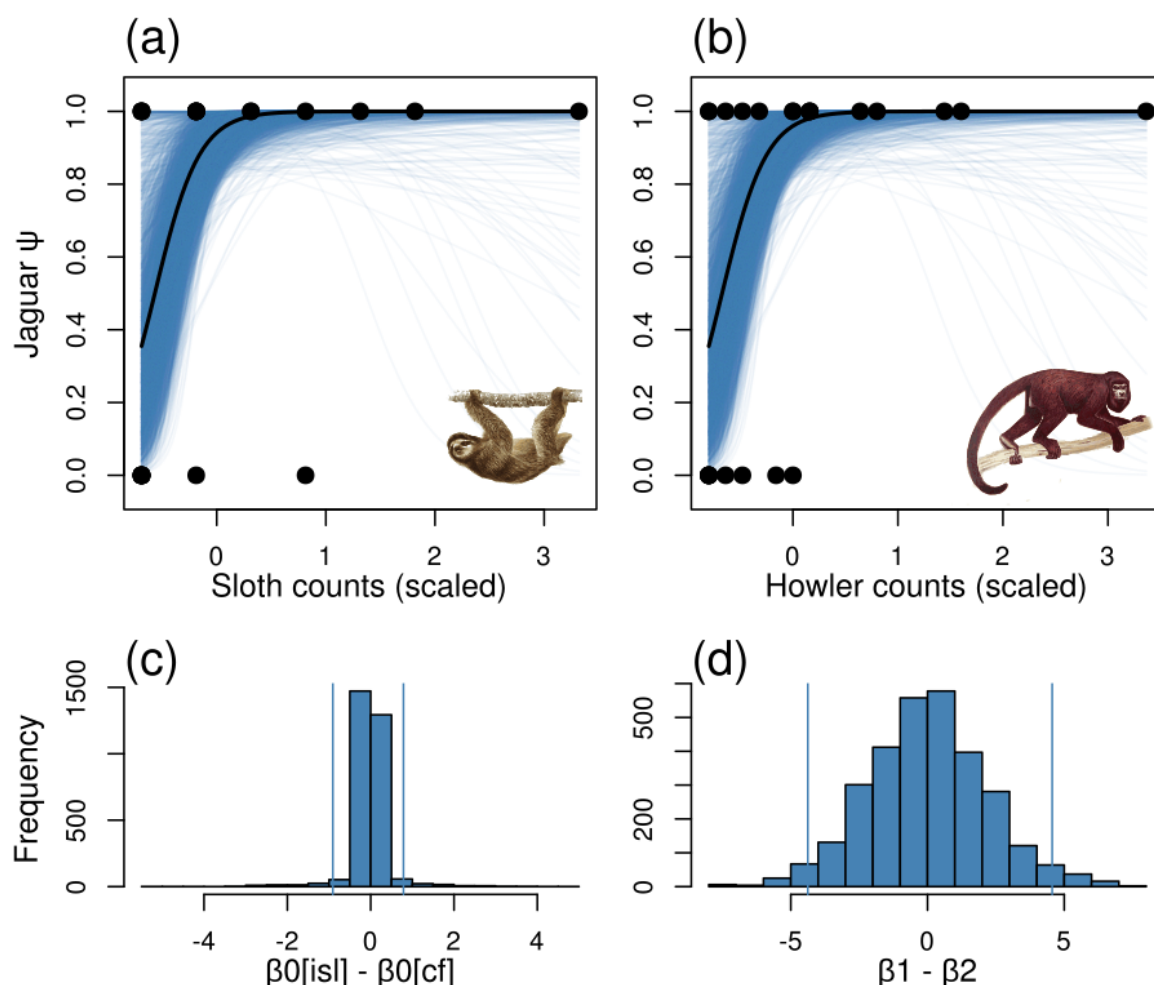 (a)
(b)
Jaguar ψ
1.0
0.8
0.6
0.4
0.2
0.0
1.0
0.8
0.6
0.4
0.2
0.0
0 1 2 3
0 1 2 3
Sloth counts (scaled)
Howler counts (scaled)
(c)
(d)
Frequency
1500
500
0
500
200
0
-4 -2 0 2 4
-5 0 5
β0[isl] - β0[cf]
β1 - β2